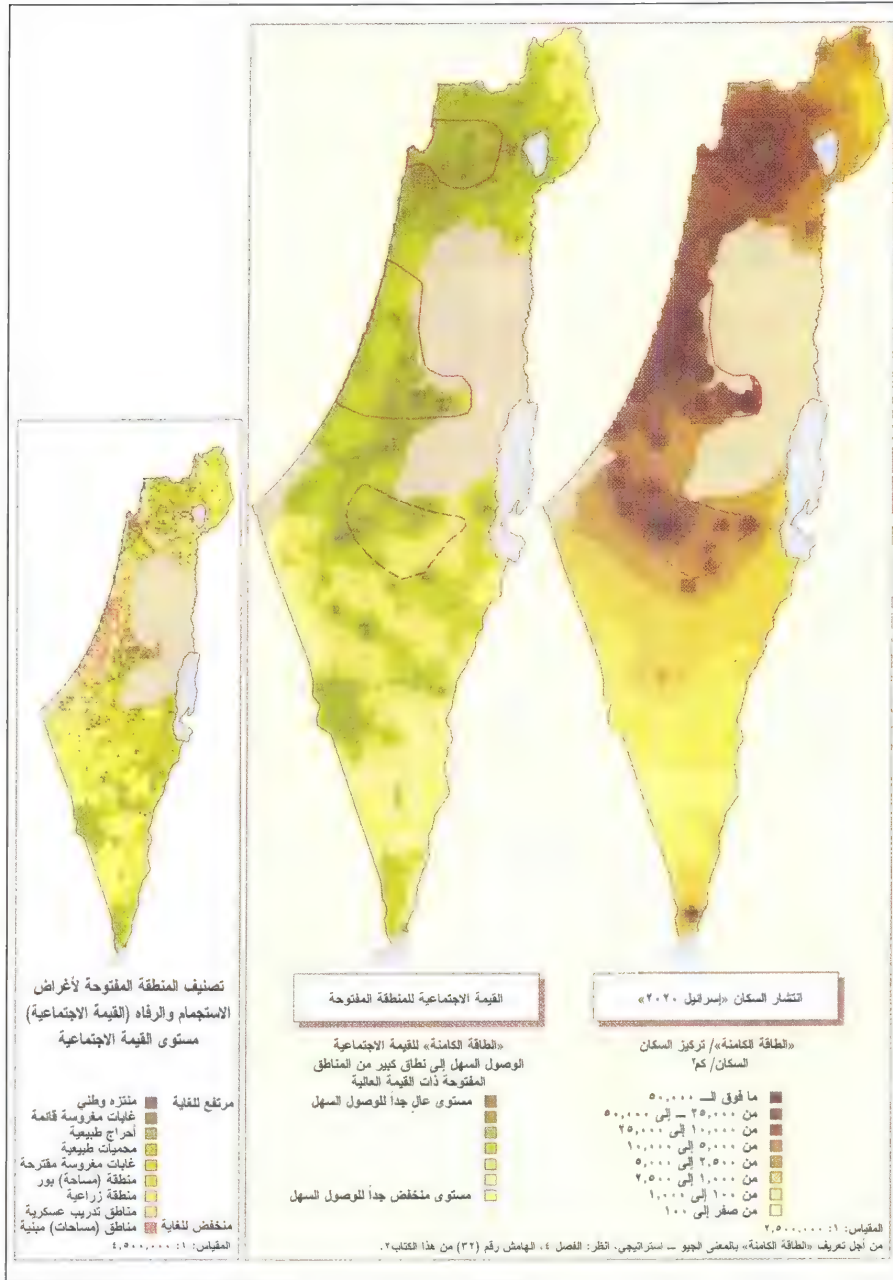 انتشار السكان «إسرائيل ٢٠٢٠»
«الطاقة الكامنة»/ تركيز السكان
السكان/ كم٢
ما فوق الـ ٥٠,٠٠٠
من ٢٥,٠٠٠ ــ إلى ٥٠,٠٠٠
من ١٠,٠٠٠ إلى ٢٥,٠٠٠
من ٥,٠٠٠ إلى ١٠,٠٠٠
من ٢,٥٠٠ إلى ٥,٠٠٠
من ١,٠٠٠ إلى ٢,٥٠٠
من ١٠٠ إلى ١,٠٠٠
من صفر إلى ١٠٠
المقياس: ١: ٢,٥٠٠,٠٠٠
القيمة الاجتماعية للمنطقة المفتوحة
«الطاقة الكامنة» للقيمة الاجتماعية
الوصول السهل إلى نطاق كبير من المناطق
المفتوحة ذات القيمة العالية
مستوى عال جداً للوصول السهل
مستوى منخفض جداً للوصول السهل
تصنيف المنطقة المفتوحة لأغراض
الاستجمام والرفاه (القيمة الاجتماعية)
مستوى القيمة الاجتماعية
مرتفع للغاية منتزه وطني
غابات مغروسة قائمة
أحراج طبيعية
محميات طبيعية
غابات مغروسة مقترحة
منطقة (مساحة) بور
منطقة زراعية
مناطق تدريب عسكرية
منخفض للغاية مناطق (مساحات) مبنية
المقياس: ١: ٤,٥٠٠,٠٠٠
من أجل تعريف «الطاقة الكامنة» بالمعنى الجيو ــ استراتيجي، انظر: الفصل ٤، الهامش رقم (٣٢) من هذا الكتاب٢.